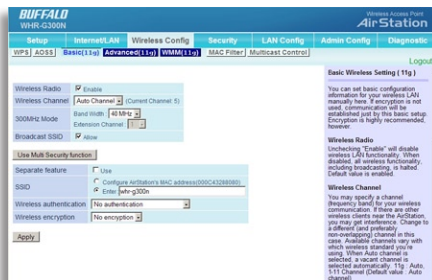 BUFFALO
WHR-G300N
Wireless Access Point
AirStation
Setup Internet/LAN Wireless Config Security LAN Config Admin Config Diagnostic
WPS AOSS Basic(11g) Advanced(11g) WMM(11g) MAC Filter Multicast Control
Logout
Wireless Radio Enable
Wireless Channel Auto Channel (Current Channel: 5)
300MHz Mode
Band Width : 40 MHz
Extension Channel :
Broadcast SSID Allow
Use Multi Security function
Separate feature Use
SSID
Configure AirStation's MAC address(000C43288080)
Enter: whr-g300n
Wireless authentication No authentication
Wireless encryption No encryption
Apply
Basic Wireless Setting ( 11g )
You can set basic configuration
information for your wireless LAN
manually here. If encryption is not
used, communication will be
established just by this basic setup.
Encryption is highly recommended,
however.
Wireless Radio
Unchecking "Enable" will disable
wireless LAN functionality. When
disabled, all wireless functionality,
including broadcasting, is halted.
Default value is enabled.
Wireless Channel
You may specify a channel
(frequency band) for your wireless
communication. If there are other
wireless clients near the AirStation,
you may get interference. Change to
a different (and preferably
non-overlapping) channel in this
case. Available channels vary with
which wireless standard you're
using. When Auto channel is
selected, a vacant channel is
selected automatically. 11g : Auto,
1-11 Channel (Default value : Auto
channel)